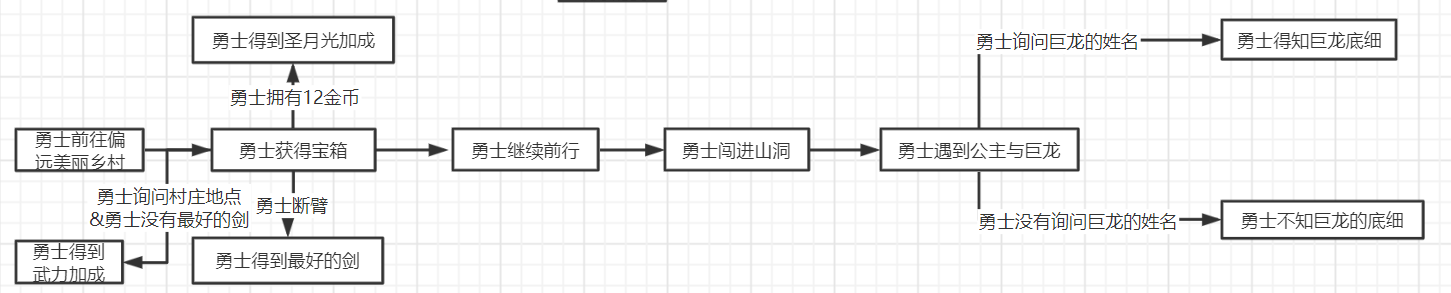 勇士得到圣月光加成
勇士询问巨龙的姓名
勇士得知巨龙底细
勇士拥有12金币
勇士前往偏
远美丽乡村
勇士获得宝箱
勇士继续前行
勇士闯进山洞
勇士遇到公主与巨龙
勇士询问村庄地点
&勇士没有最好的剑
勇士断臂
勇士没有询问巨龙的姓名
勇士不知巨龙的底细
勇士得到
武力加成
勇士得到最好的剑